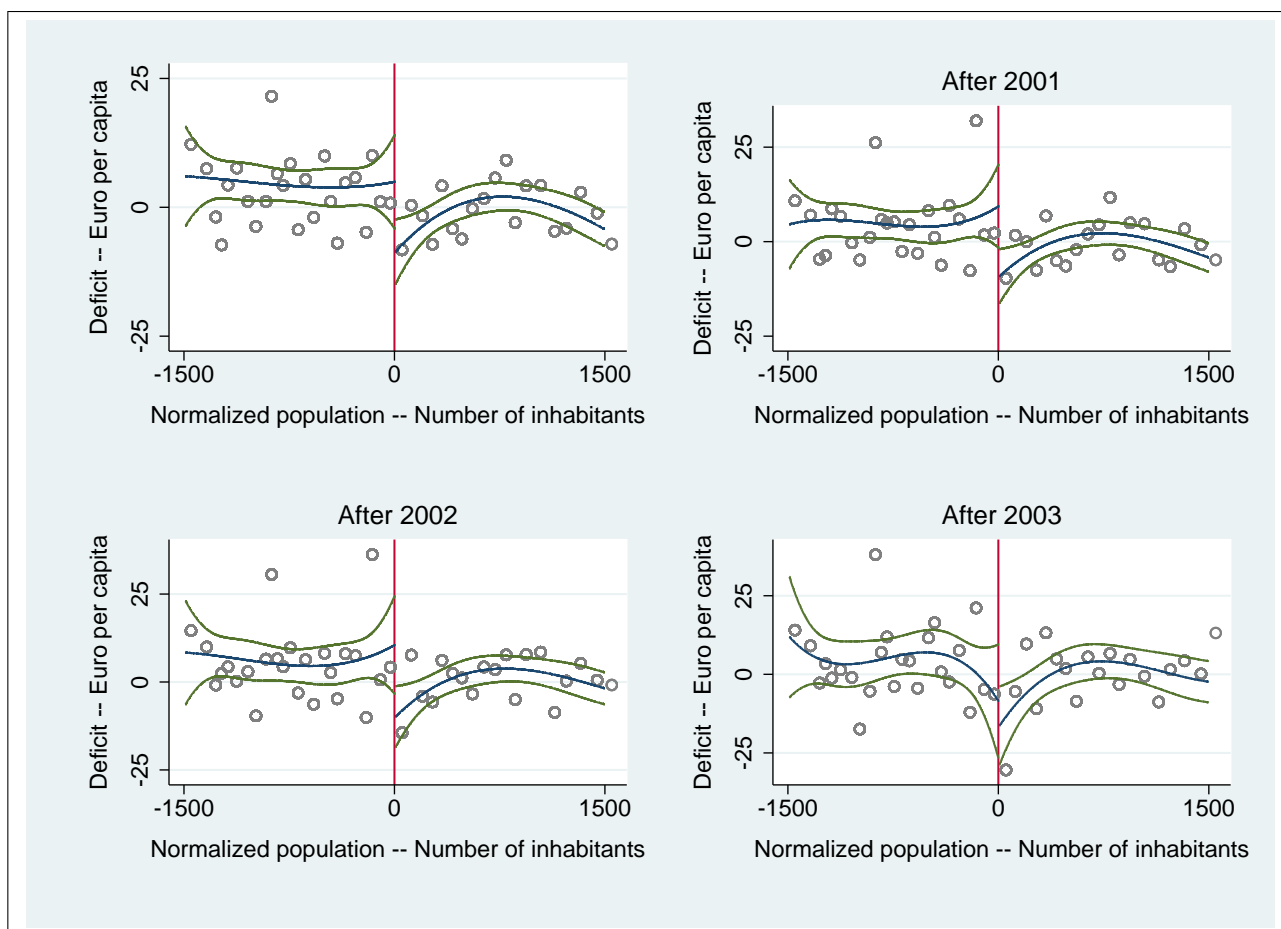 25
0
-25
Deficit -- Euro per capita
-1500 0 1500
Normalized population -- Number of inhabitants
After 2001
25
0
-25
Deficit -- Euro per capita
-1500 0 1500
Normalized population -- Number of inhabitants
After 2002
25
0
-25
Deficit -- Euro per capita
-1500 0 1500
Normalized population -- Number of inhabitants
After 2003
25
0
-25
Deficit -- Euro per capita
-1500 0 1500
Normalized population -- Number of inhabitants